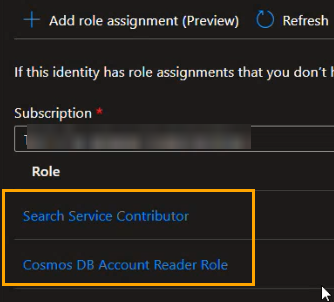 Add role assignment (Preview) Refresh
If this identity has role assignments that you don't
Subscription *
Role
Search Service Contributor
Cosmos DB Account Reader Role